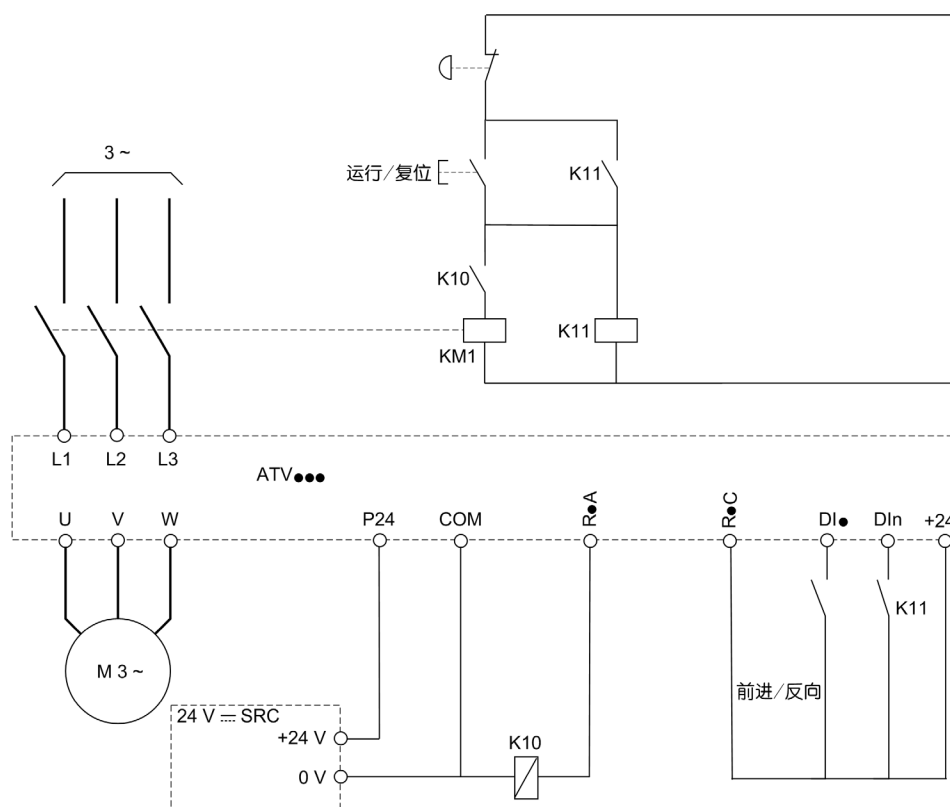 3 ~
运行/复位
K11
K10
KM1
K11
L1 L2 L3
ATV●●●
U V W
P24 COM R●A R●C DI● DIn +24
K11
M 3 ~
前进/反向
24 V ⎓ SRC
+24 V
K10
0 V